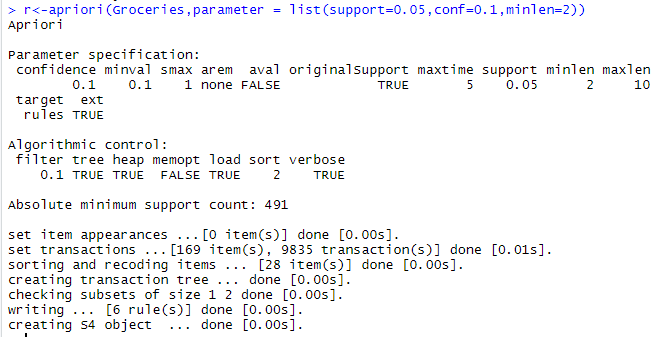 > r<-apriori(Groceries,parameter = list(support=0.05,conf=0.1,minlen=2))
Apriori

Parameter specification:
 confidence minval smax arem  aval originalSupport maxtime support minlen maxlen
        0.1    0.1    1 none FALSE            TRUE       5    0.05      2     10
 target  ext
  rules TRUE

Algorithmic control:
 filter tree heap memopt load sort verbose
    0.1 TRUE TRUE  FALSE TRUE    2    TRUE

Absolute minimum support count: 491

set item appearances ...[0 item(s)] done [0.00s].
set transactions ...[169 item(s), 9835 transaction(s)] done [0.01s].
sorting and recoding items ... [28 item(s)] done [0.00s].
creating transaction tree ... done [0.00s].
checking subsets of size 1 2 done [0.00s].
writing ... [6 rule(s)] done [0.00s].
creating S4 object  ... done [0.00s].